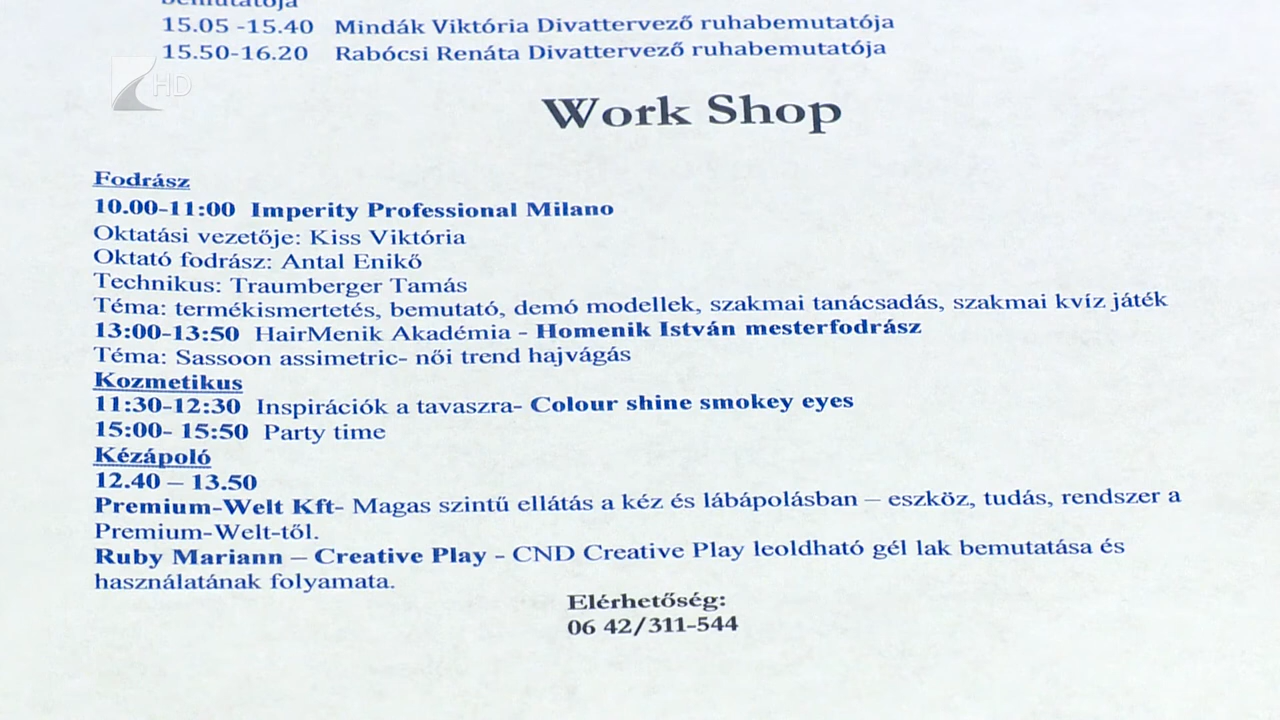 bemutatója
15.05 -15.40 Mindák Viktória Divattervező ruhabemutatója
15.50-16.20 Rabócsi Renáta Divattervező ruhabemutatója
HD
Work Shop
Fodrász
10.00-11:00 Imperity Professional Milano
Oktatási vezetője: Kiss Viktória
Oktató fodrász: Antal Enikő
Technikus: Traumberger Tamás
Téma: termékismertetés, bemutató, demó modellek, szakmai tanácsadás, szakmai kvíz játék
13:00-13:50 HairMenik Akadémia - Homenik István mesterfodrász
Téma: Sassoon assimetric- női trend hajvágás
Kozmetikus
11:30-12:30 Inspirációk a tavaszra- Colour shine smokey eyes
15:00- 15:50 Party time
Kézápoló
12.40 – 13.50
Premium-Welt Kft- Magas szintű ellátás a kéz és lábápolásban – eszköz, tudás, rendszer a
Premium-Welt-től.
Ruby Mariann – Creative Play - CND Creative Play leoldható gél lak bemutatása és
használatának folyamata.
Elérhetőség:
06 42/311-544